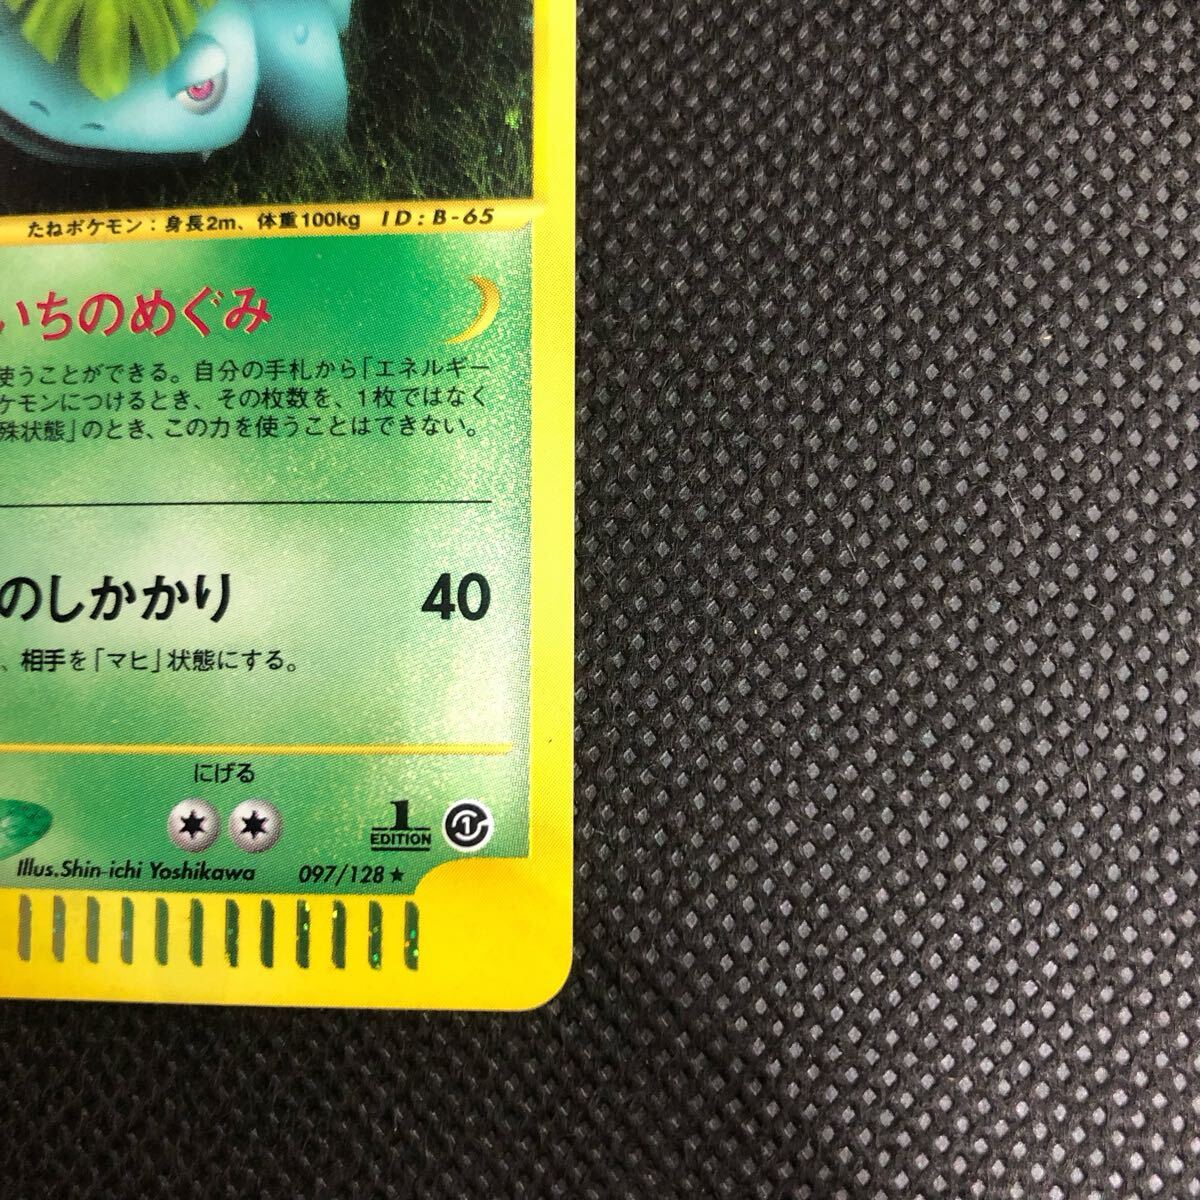 たねポケモン：身長2m、体重100kg ID:B-65
いちのめぐみ
使うことができる。自分の手札から「エネルギー
ケモンにつけるとき、その枚数を、1枚ではなく
殊状態」のとき、この力を使うことはできない。
のしかかり 40
、相手を「マヒ」状態にする。
にげる
1
EDITION
1
Illus.Shin-ichi Yoshikawa 097/128★